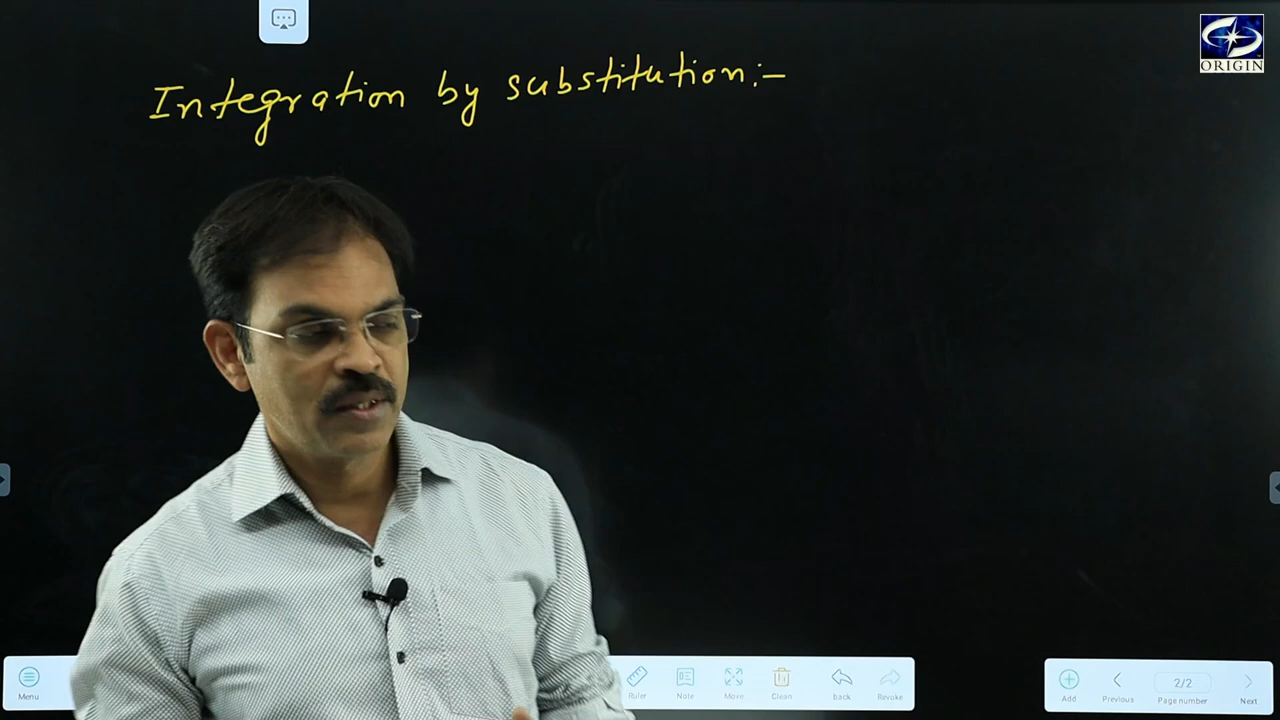 ORIGIN
Integration by substitution:-
Menu
Ruler
Note
Move
Clean
back
Revoke
Add
Previous
2/2
Page number
Next